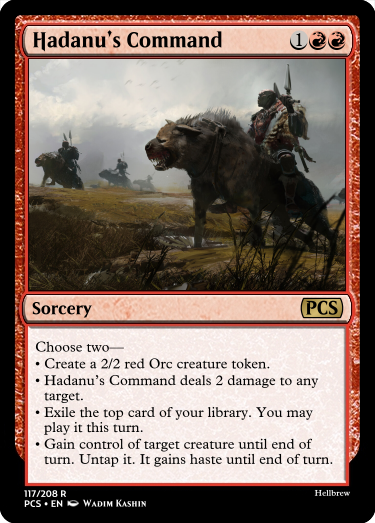 Hadanu's Command 1
Sorcery PCS
Choose two—
• Create a 2/2 red Orc creature token.
• Hadanu's Command deals 2 damage to any
target.
• Exile the top card of your library. You may
play it this turn.
• Gain control of target creature until end of
turn. Untap it. It gains haste until end of turn.
117/208 R
PCS • EN Wadim Kashin
Hellbrew